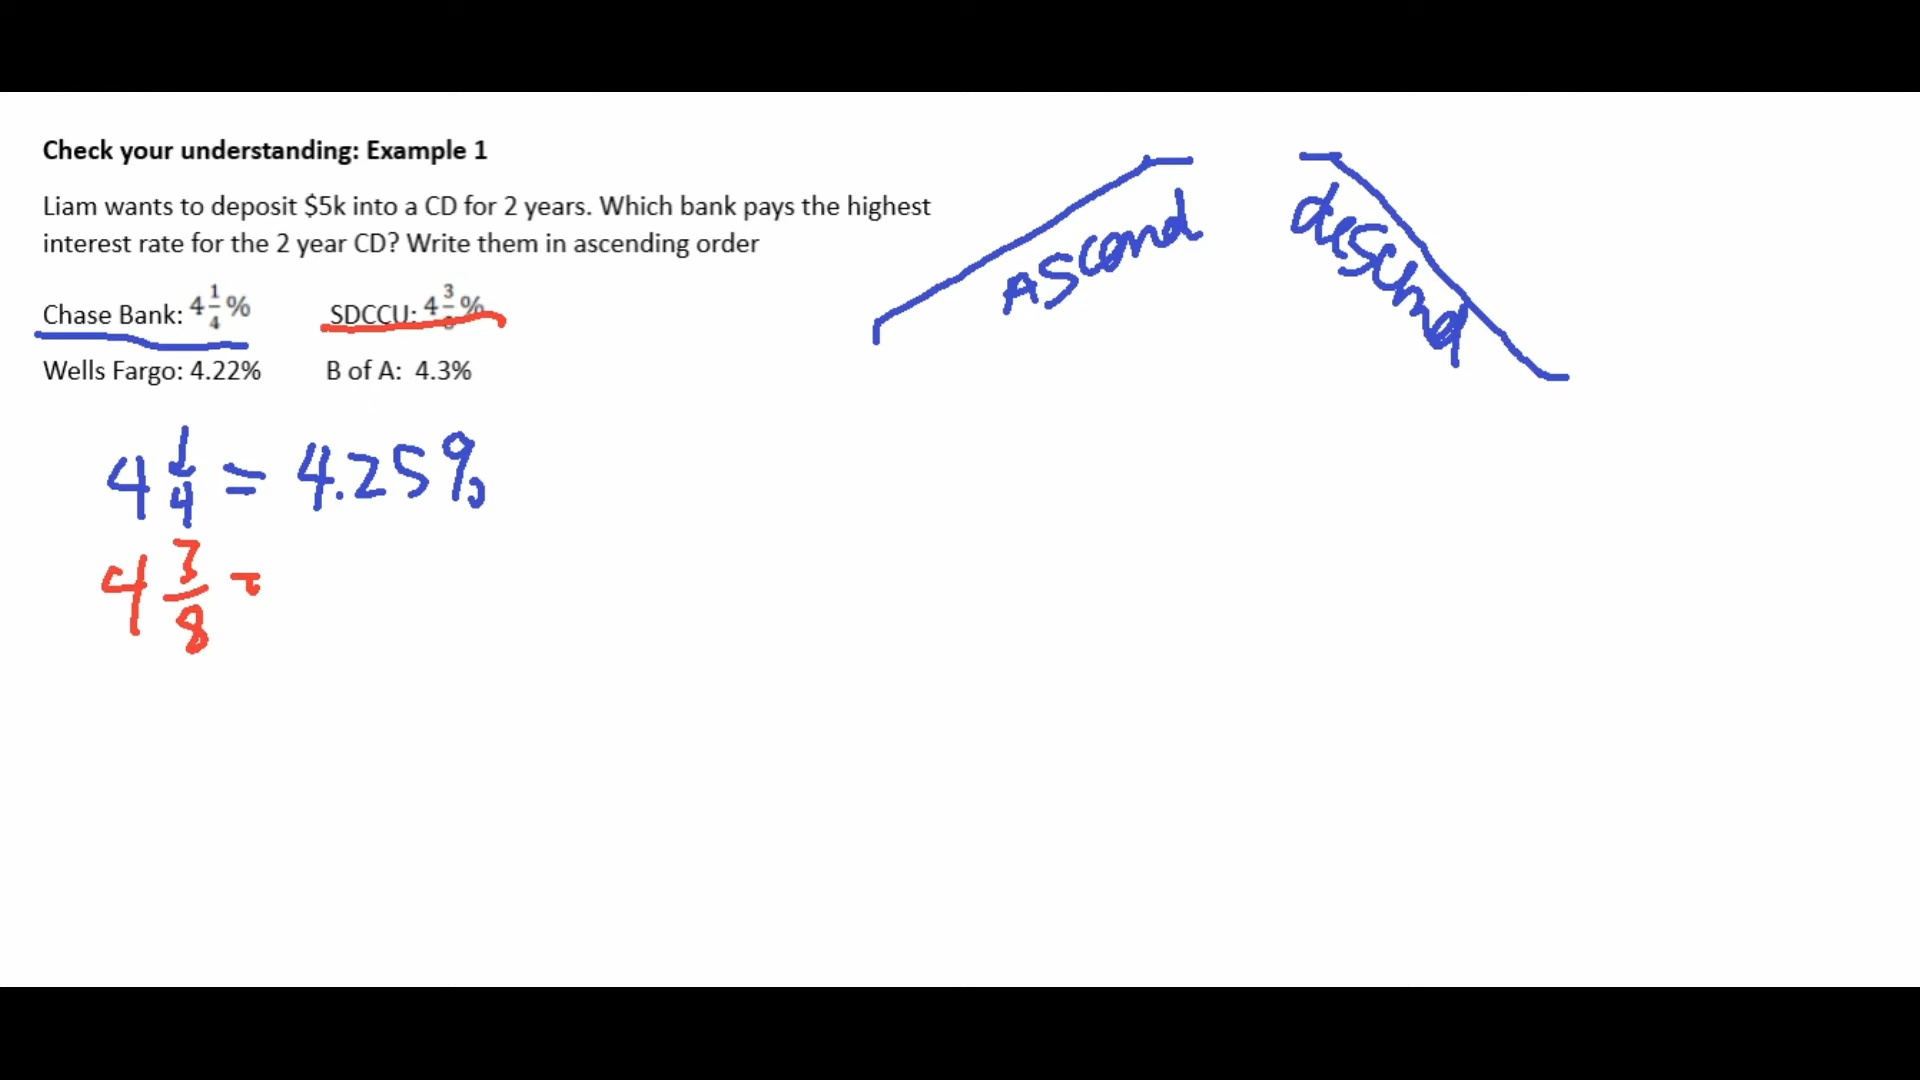 Check your understanding: Example 1
Liam wants to deposit $5k into a CD for 2 years. Which bank pays the highest
interest rate for the 2 year CD? Write them in ascending order
Chase Bank: 4 1/4 % SDCCU: 4 3/ %
Wells Fargo: 4.22% B of A: 4.3%
Ascend
descend
4 1/4 = 4.25%
4 3/8 =